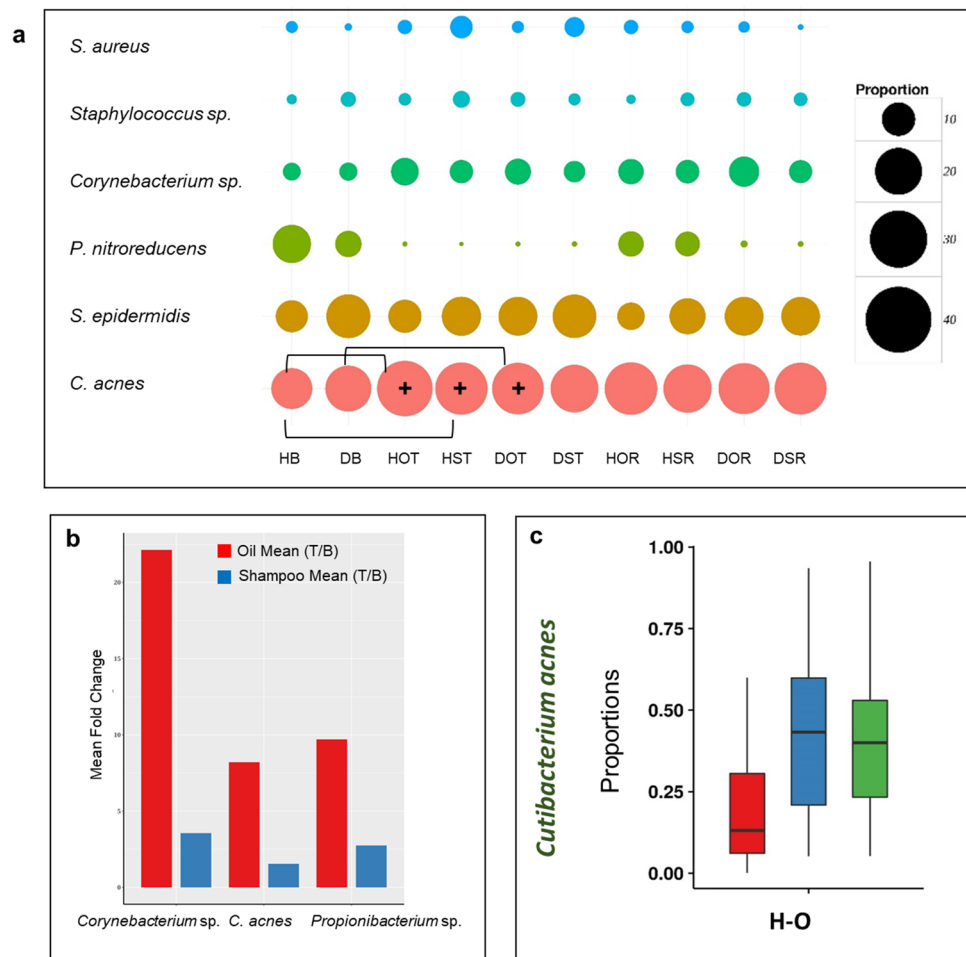 a
S. aureus
Staphylococcus sp.
Corynebacterium sp.
P. nitroreducens
S. epidermidis
C. acnes
+ + +
HB DB HOT HST DOT DST HOR HSR DOR DSR
Proportion
10
20
30
40
b
Oil Mean (T/B)
Shampoo Mean (T/B)
Mean Fold Change
20
15
10
5
0
Corynebacterium sp. C. acnes Propionibacterium sp.
c
Cutibacterium acnes
Proportions
1.00
0.75
0.50
0.25
0.00
H-O